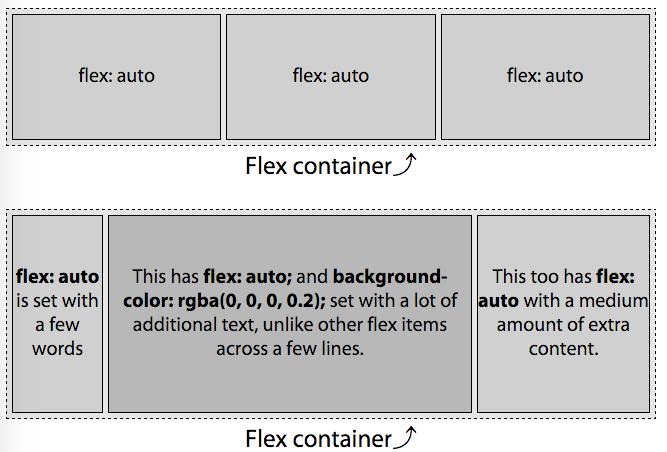 flex: auto
flex: auto
flex: auto
Flex container
flex: auto
is set with
a few
words
This has flex: auto; and background-
color: rgba(0, 0, 0, 0.2); set with a lot of
additional text, unlike other flex items
across a few lines.
This too has flex:
auto with a medium
amount of extra
content.
Flex container